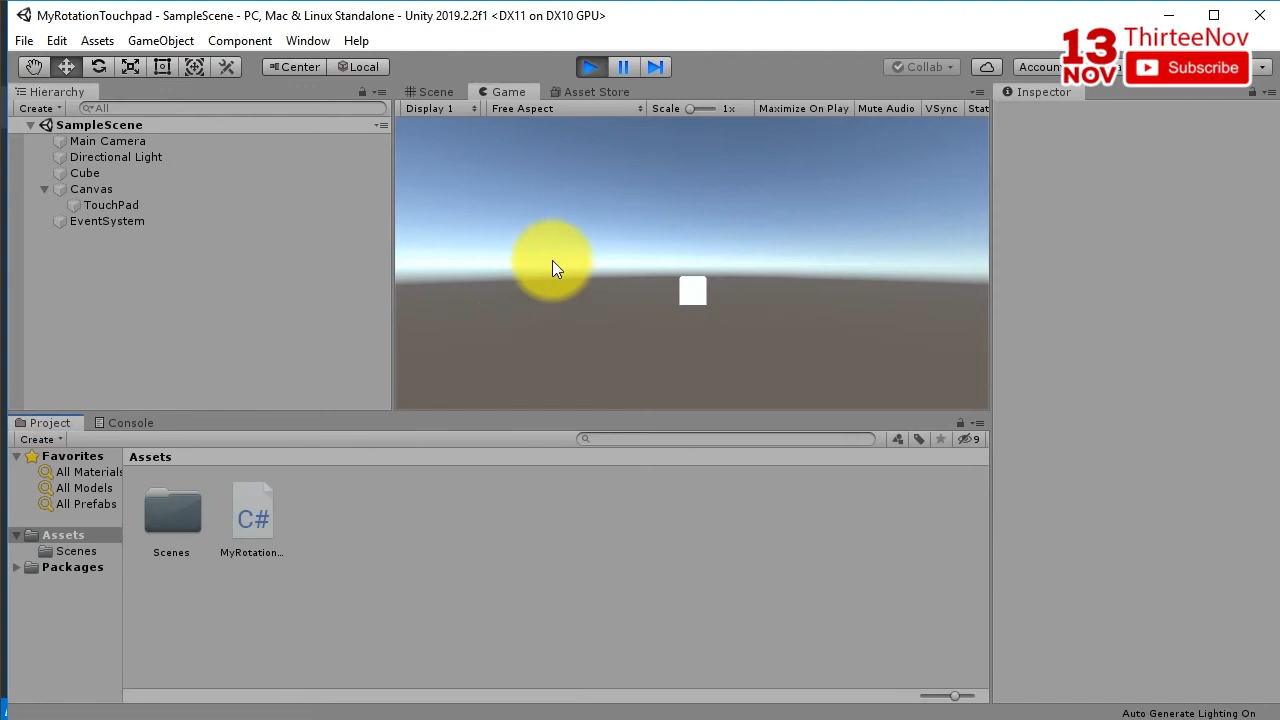 MyRotationTouchpad - SampleScene - PC, Mac & Linux Standalone - Unity 2019.2.2f1 <DX11 on DX10 GPU>
File Edit Assets GameObject Component Window Help
13 NOV
ThirteeNov
Subscribe
Center Local
Collab
Accoun
Hierarchy
Scene Game Asset Store
Inspector
Create All
Display 1 Free Aspect Scale 1x Maximize On Play Mute Audio VSync Stat
SampleScene
Main Camera
Directional Light
Cube
Canvas
TouchPad
EventSystem
Project Console
Create
9
Favorites
Assets
All Materials
All Models
All Prefabs
C#
Assets
Scenes
Scenes
MyRotation...
Packages
Auto Generate Lighting On